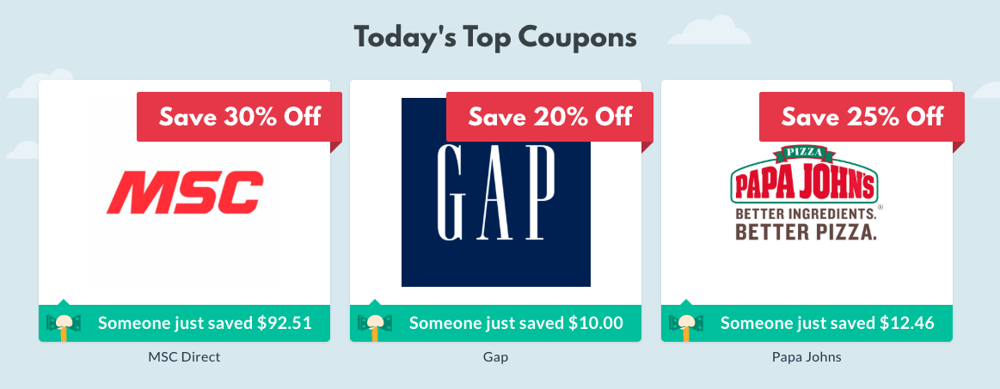 Today's Top Coupons
Save 30% Off
MSC
Someone just saved $92.51
MSC Direct
Save 20% Off
GAP
Someone just saved $10.00
Gap
Save 25% Off
PIZZA
PAPA JOHN'S
BETTER INGREDIENTS.
BETTER PIZZA.®
Someone just saved $12.46
Papa Johns